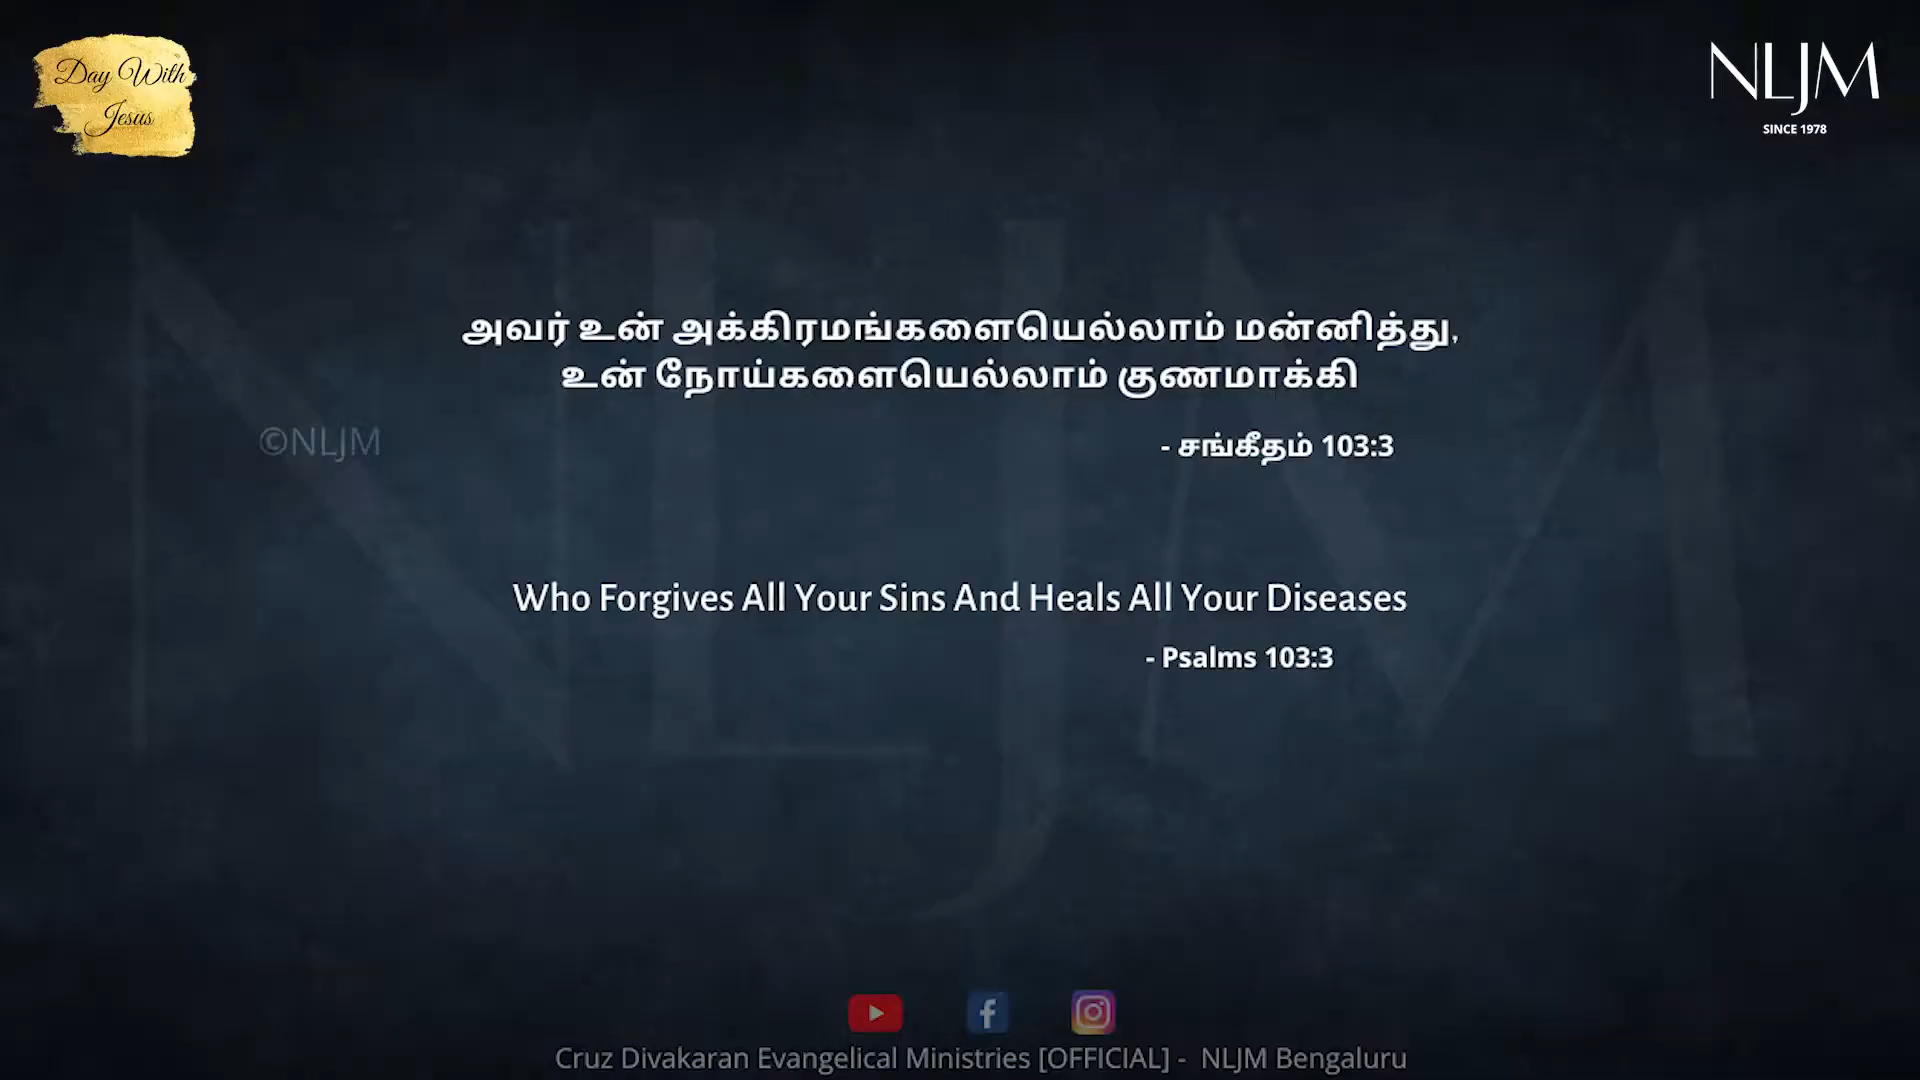 Day With
Jesus
NLJM
SINCE 1978
NLJM
அவர் உன் அக்கிரமங்களையெல்லாம் மன்னித்து,
உன் நோய்களையெல்லாம் குணமாக்கி
©NLJM
- சங்கீதம் 103:3
Who Forgives All Your Sins And Heals All Your Diseases
- Psalms 103:3
Cruz Divakaran Evangelical Ministries [OFFICIAL] - NLJM Bengaluru